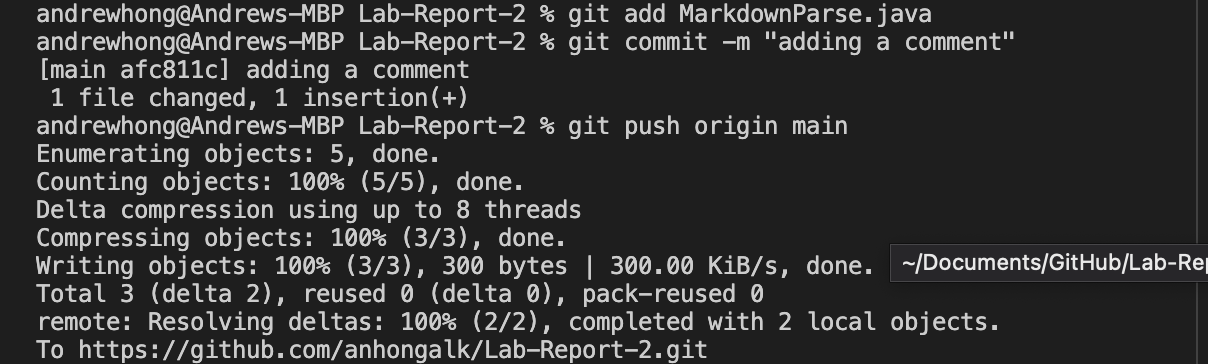 andrewhong@Andrews-MBP Lab-Report-2 % git add MarkdownParse.java
andrewhong@Andrews-MBP Lab-Report-2 % git commit -m "adding a comment"
[main afc811c] adding a comment
 1 file changed, 1 insertion(+)
andrewhong@Andrews-MBP Lab-Report-2 % git push origin main
Enumerating objects: 5, done.
Counting objects: 100% (5/5), done.
Delta compression using up to 8 threads
Compressing objects: 100% (3/3), done.
Writing objects: 100% (3/3), 300 bytes | 300.00 KiB/s, done.
~/Documents/GitHub/Lab-Rep
Total 3 (delta 2), reused 0 (delta 0), pack-reused 0
remote: Resolving deltas: 100% (2/2), completed with 2 local objects.
To https://github.com/anhongalk/Lab-Report-2.git